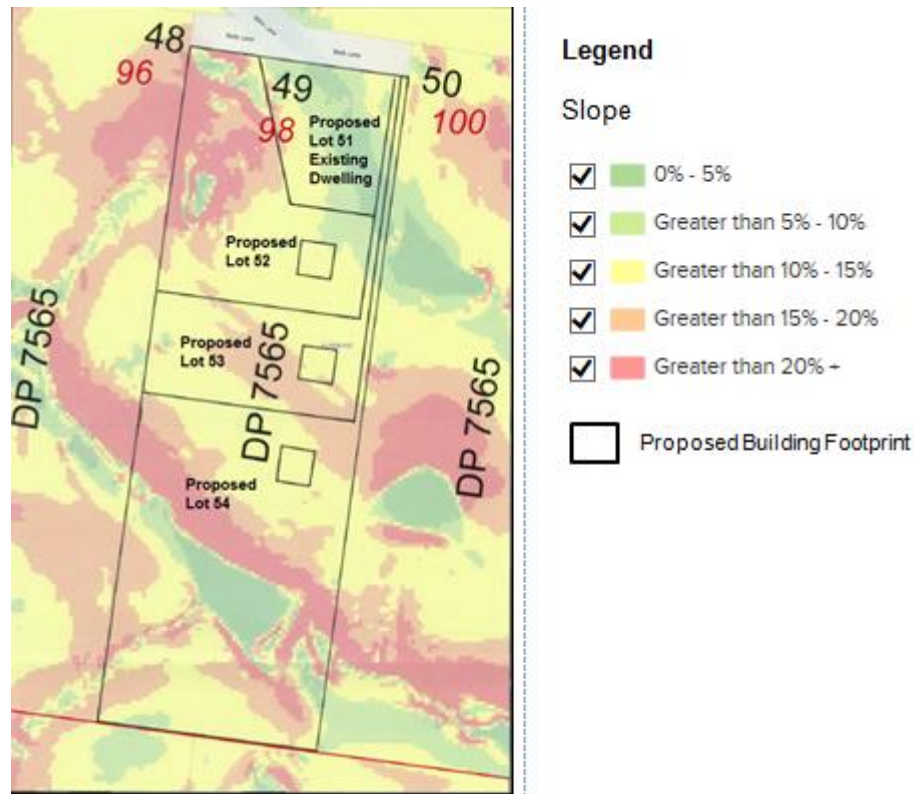 48
96
49
98
50
100
Proposed
Lot 51
Existing
Dwelling
Proposed
Lot 52
Proposed
Lot 53
DP 7565
DP 7565
DP 7565
Proposed
Lot 54
Legend
Slope
0% - 5%
Greater than 5% - 10%
Greater than 10% - 15%
Greater than 15% - 20%
Greater than 20% +
Proposed Building Footprint